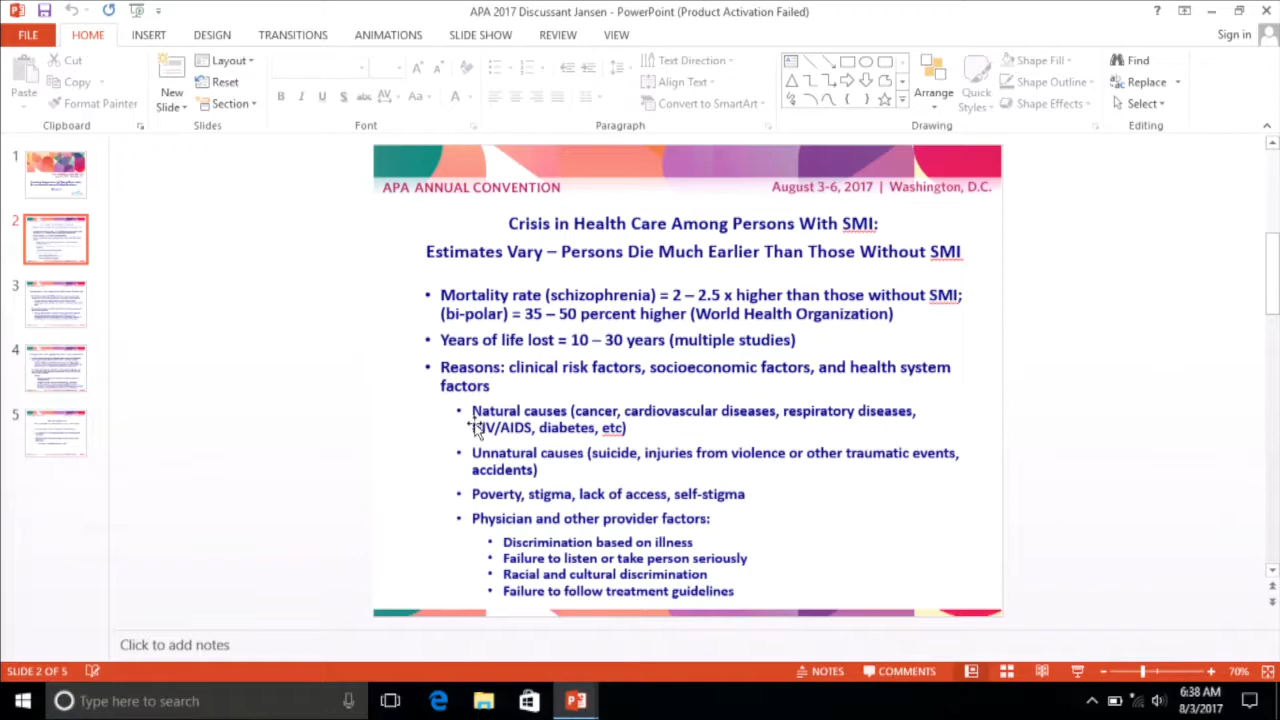 APA 2017 Discussant Jansen - PowerPoint (Product Activation Failed)
?
FILE HOME INSERT DESIGN TRANSITIONS ANIMATIONS SLIDE SHOW REVIEW VIEW Sign in
Paste
Cut
Copy
Format Painter
Clipboard
New Slide
Layout
Reset
Section
Slides
B I U S abc AV Aa A
Font
Text Direction
Align Text
Convert to SmartArt
Paragraph
Arrange
Quick Styles
Shape Fill
Shape Outline
Shape Effects
Drawing
Find
Replace
Select
Editing
1
2
3
4
5
APA ANNUAL CONVENTION August 3-6, 2017 | Washington, D.C.
Crisis in Health Care Among Persons With SMI:
Estimates Vary – Persons Die Much Earlier Than Those Without SMI
• Mortality rate (schizophrenia) = 2 – 2.5 x higher than those without SMI;
(bi-polar) = 35 – 50 percent higher (World Health Organization)
• Years of life lost = 10 – 30 years (multiple studies)
• Reasons: clinical risk factors, socioeconomic factors, and health system
factors
• Natural causes (cancer, cardiovascular diseases, respiratory diseases,
HIV/AIDS, diabetes, etc)
• Unnatural causes (suicide, injuries from violence or other traumatic events,
accidents)
• Poverty, stigma, lack of access, self-stigma
• Physician and other provider factors:
• Discrimination based on illness
• Failure to listen or take person seriously
• Racial and cultural discrimination
• Failure to follow treatment guidelines
Click to add notes
SLIDE 2 OF 5 NOTES COMMENTS 70%
Type here to search
6:38 AM
8/3/2017